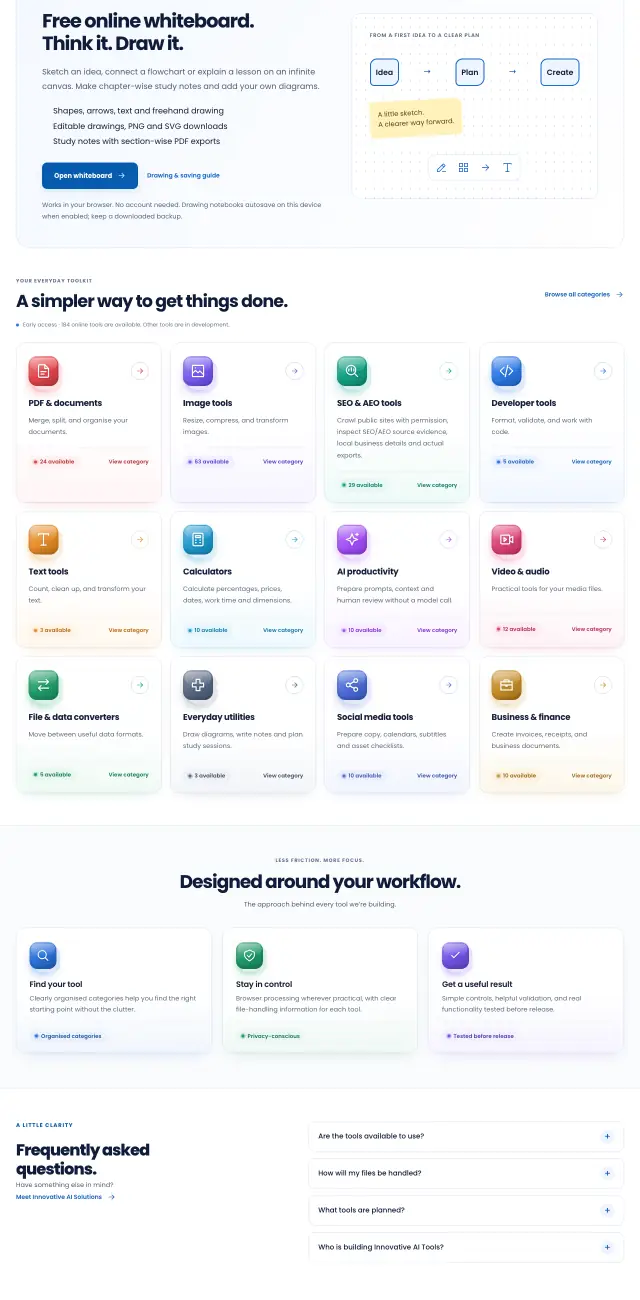 Free online whiteboard.
Think it. Draw it.
Sketch an idea, connect a flowchart or explain a lesson on an infinite
canvas. Make chapter-wise study notes and add your own diagrams.
Shapes, arrows, text and freehand drawing
Editable drawings, PNG and SVG downloads
Study notes with section-wise PDF exports
Open whiteboard →
Drawing & saving guide
Works in your browser. No account needed. Drawing notebooks autosave on this device
when enabled; keep a downloaded backup.
FROM A FIRST IDEA TO A CLEAR PLAN
Idea → Plan → Create
A little sketch.
A clearer way forward.
YOUR EVERYDAY TOOLKIT
A simpler way to get things done.
Browse all categories →
Early access · 184 online tools are available. Other tools are in development.
PDF & documents
Merge, split, and organise your
documents.
24 available
View category
Image tools
Resize, compress, and transform
images.
63 available
View category
SEO & AEO tools
Crawl public sites with permission,
inspect SEO/AEO source evidence,
local business details and actual
exports.
39 available
View category
Developer tools
Format, validate, and work with
code.
5 available
View category
Text tools
Count, clean up, and transform your
text.
3 available
View category
Calculators
Calculate percentages, prices,
dates, work time and dimensions.
10 available
View category
AI productivity
Prepare prompts, context and
human review without a model call.
10 available
View category
Video & audio
Practical tools for your media files.
12 available
View category
File & data converters
Move between useful data formats.
5 available
View category
Everyday utilities
Draw diagrams, write notes and plan
study sessions.
3 available
View category
Social media tools
Prepare copy, calendars, subtitles
and asset checklists.
10 available
View category
Business & finance
Create invoices, receipts, and
business documents.
10 available
View category
LESS FRICTION. MORE FOCUS.
Designed around your workflow.
The approach behind every tool we're building.
Find your tool
Clearly organised categories help you find the right
starting point without the clutter.
Organised categories
Stay in control
Browser processing wherever practical, with clear
file-handling information for each tool.
Privacy-conscious
Get a useful result
Simple controls, helpful validation, and real
functionality tested before release.
Tested before release
A LITTLE CLARITY
Frequently asked
questions.
Have something else in mind?
Meet Innovative AI Solutions →
Are the tools available to use?
How will my files be handled?
What tools are planned?
Who is building Innovative AI Tools?